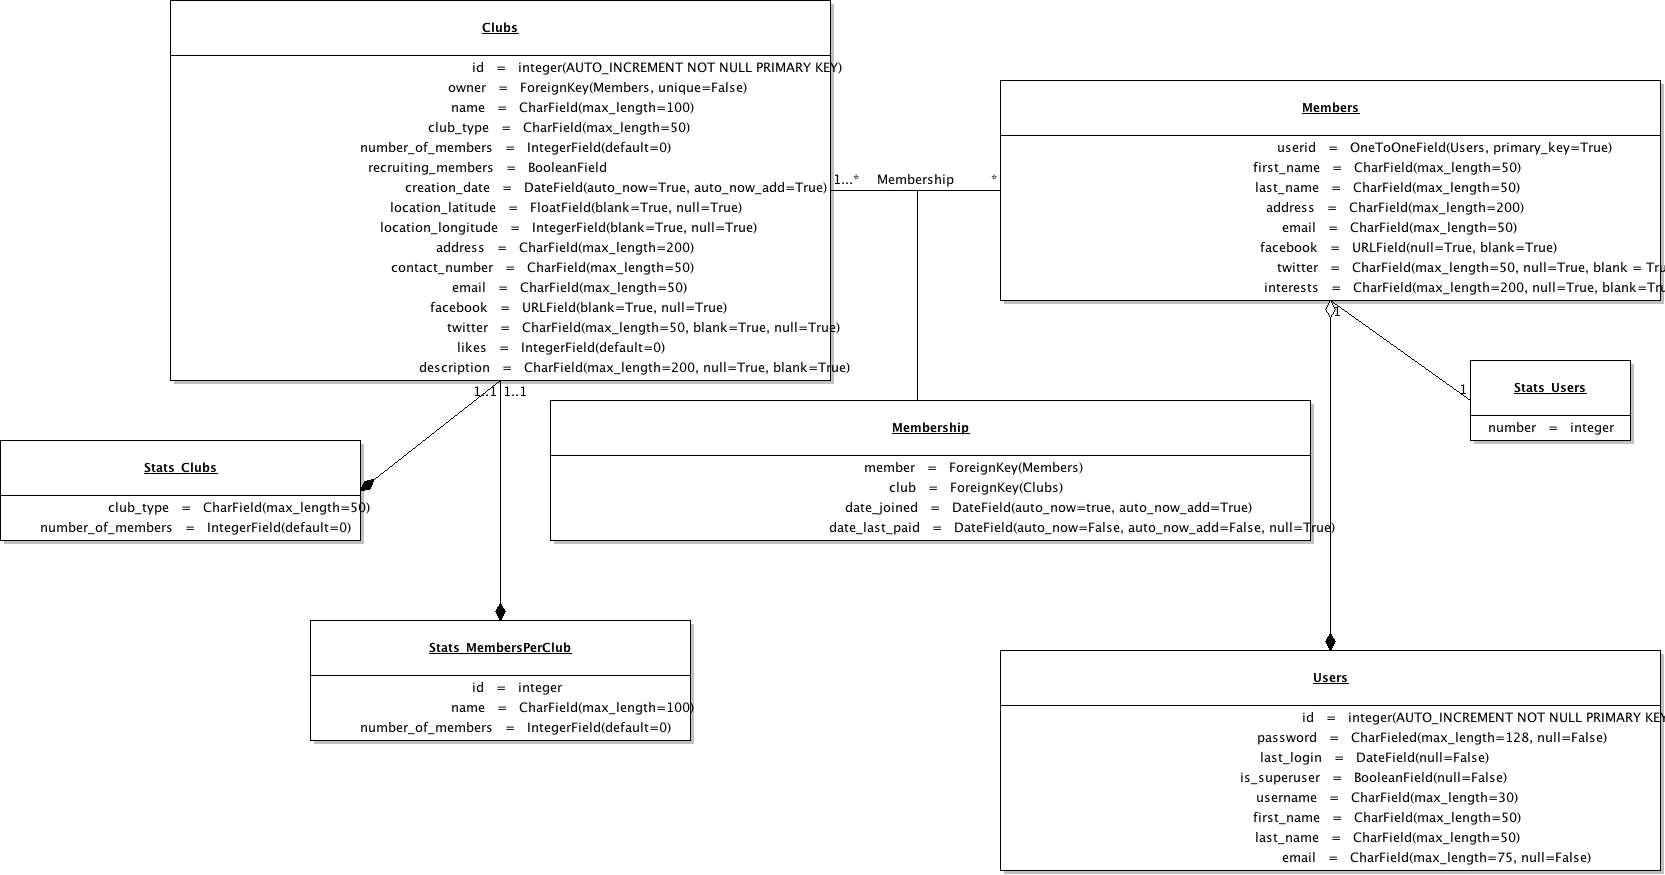 Clubs
id = integer(AUTO_INCREMENT NOT NULL PRIMARY KEY)
owner = ForeignKey(Members, unique=False)
name = CharField(max_length=100)
club_type = CharField(max_length=50)
number_of_members = IntegerField(default=0)
recruiting_members = BooleanField
creation_date = DateField(auto_now=True, auto_now_add=True)
location_latitude = FloatField(blank=True, null=True)
location_longitude = IntegerField(blank=True, null=True)
address = CharField(max_length=200)
contact_number = CharField(max_length=50)
email = CharField(max_length=50)
facebook = URLField(blank=True, null=True)
twitter = CharField(max_length=50, blank=True, null=True)
likes = IntegerField(default=0)
description = CharField(max_length=200, null=True, blank=True)
1...* Membership *
Members
userid = OneToOneField(Users, primary_key=True)
first_name = CharField(max_length=50)
last_name = CharField(max_length=50)
address = CharField(max_length=200)
email = CharField(max_length=50)
facebook = URLField(null=True, blank=True)
twitter = CharField(max_length=50, null=True, blank = Tru
interests = CharField(max_length=200, null=True, blank=Tru
1
1
Stats_Users
number = integer
1..1 1..1
Membership
member = ForeignKey(Members)
club = ForeignKey(Clubs)
date_joined = DateField(auto_now=true, auto_now_add=True)
date_last_paid = DateField(auto_now=False, auto_now_add=False, null=True)
Stats_Clubs
club_type = CarField(max_length=50)
number_of_members = IntegerField(default=0)
Stats_MembersPerClub
id = integer
name = CharField(max_length=100)
number_of_members = IntegerField(default=0)
Users
id = integer(AUTO_INCREMENT NOT NULL PRIMARY KEY
password = CharFieled(max_length=128, null=False)
last_login = DateField(null=False)
is_superuser = BooleanField(null=False)
username = CharField(max_length=30)
first_name = CharField(max_length=50)
last_name = CharField(max_length=50)
email = CharField(max_length=75, null=False)